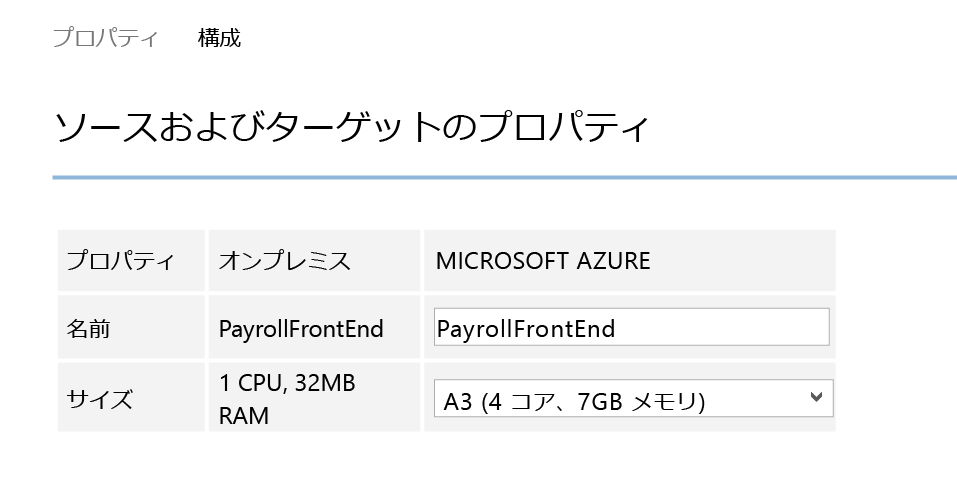 プロパティ 構成
ソースおよびターゲットのプロパティ
プロパティ オンプレミス MICROSOFT AZURE
名前 PayrollFrontEnd PayrollFrontEnd
サイズ 1 CPU, 32MB RAM A3 (4 コア、7GB メモリ)